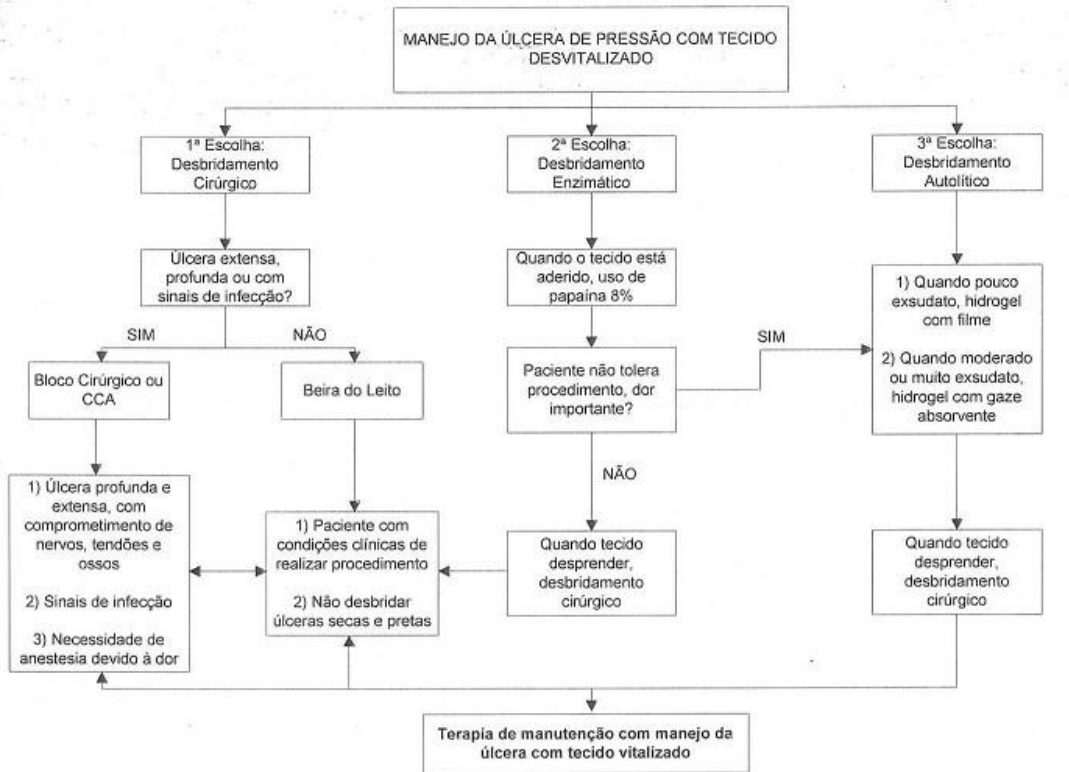 MANEJO DA ÚLCERA DE PRESSÃO COM TECIDO
DESVITALIZADO
1ª Escolha:
Desbridamento
Cirúrgico
2ª Escolha:
Desbridamento
Enzimático
3ª Escolha:
Desbridamento
Autolítico
Úlcera extensa,
profunda ou com
sinais de infecção?
Quando o tecido está
aderido, uso de
papaína 8%
1) Quando pouco
exsudato, hidrogel
com filme
2) Quando moderado
ou muito exsudato,
hidrogel com gaze
absorvente
SIM
NÃO
SIM
Bloco Cirúrgico ou
CCA
Beira do Leito
Paciente não tolera
procedimento, dor
importante?
NÃO
1) Úlcera profunda e
extensa, com
comprometimento de
nervos, tendões e
ossos
2) Sinais de infecção
3) Necessidade de
anestesia devido à dor
1) Paciente com
condições clínicas de
realizar procedimento
2) Não desbridar
úlceras secas e pretas
Quando tecido
desprender,
desbridamento
cirúrgico
Quando tecido
desprender,
desbridamento
cirúrgico
Terapia de manutenção com manejo da
úlcera com tecido vitalizado